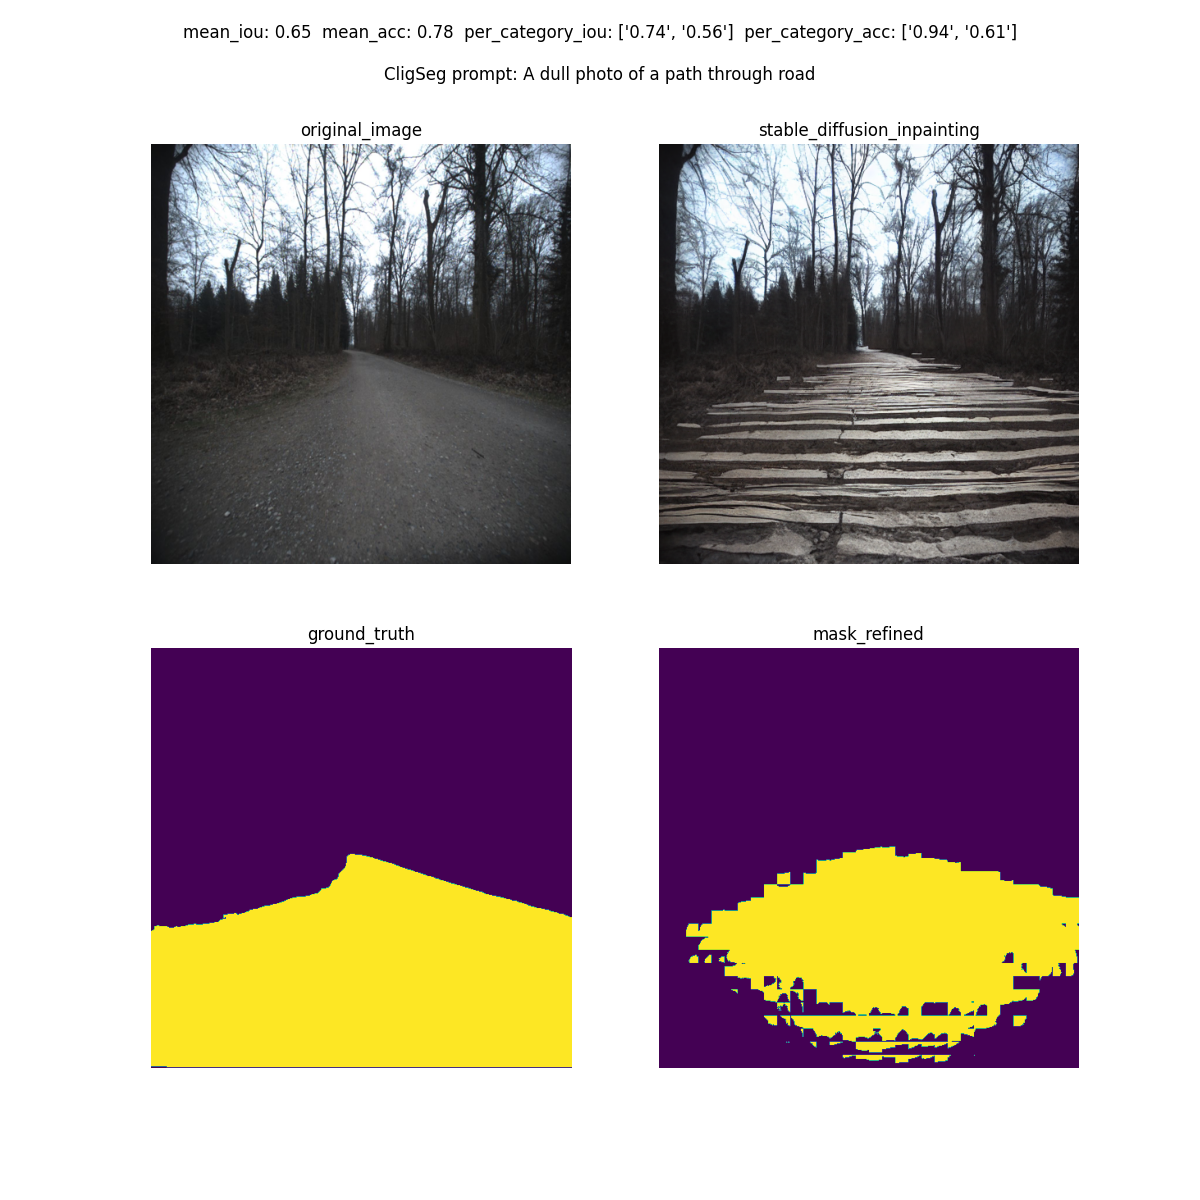 mean_iou: 0.65  mean_acc: 0.78  per_category_iou: ['0.74', '0.56']  per_category_acc: ['0.94', '0.61']
CligSeg prompt: A dull photo of a path through road
original_image
stable_diffusion_inpainting
ground_truth
mask_refined